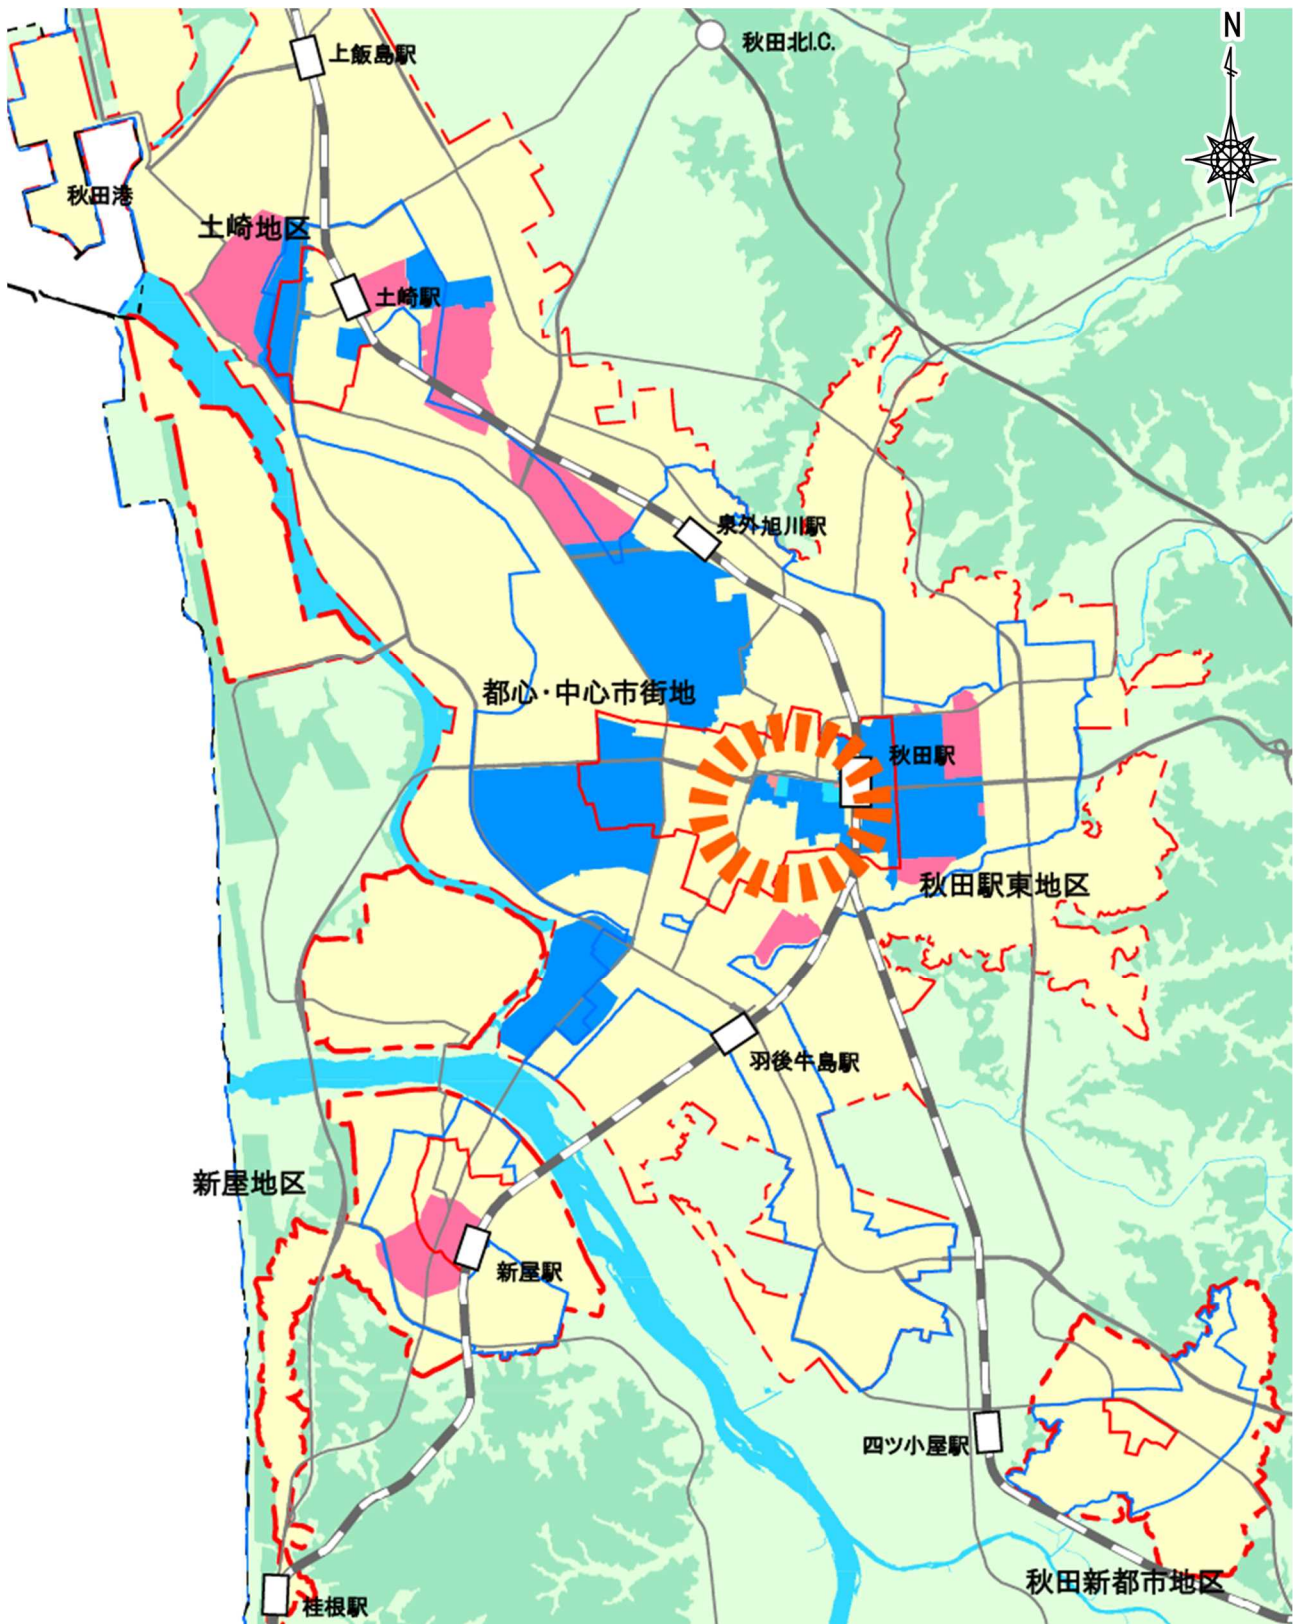 N
上飯島駅
秋田北I.C.
秋田港
土崎地区
土崎駅
泉外旭川駅
都心・中心市街地
秋田駅
秋田駅東地区
羽後牛島駅
新屋地区
新屋駅
四ツ小屋駅
秋田新都市地区
桂根駅